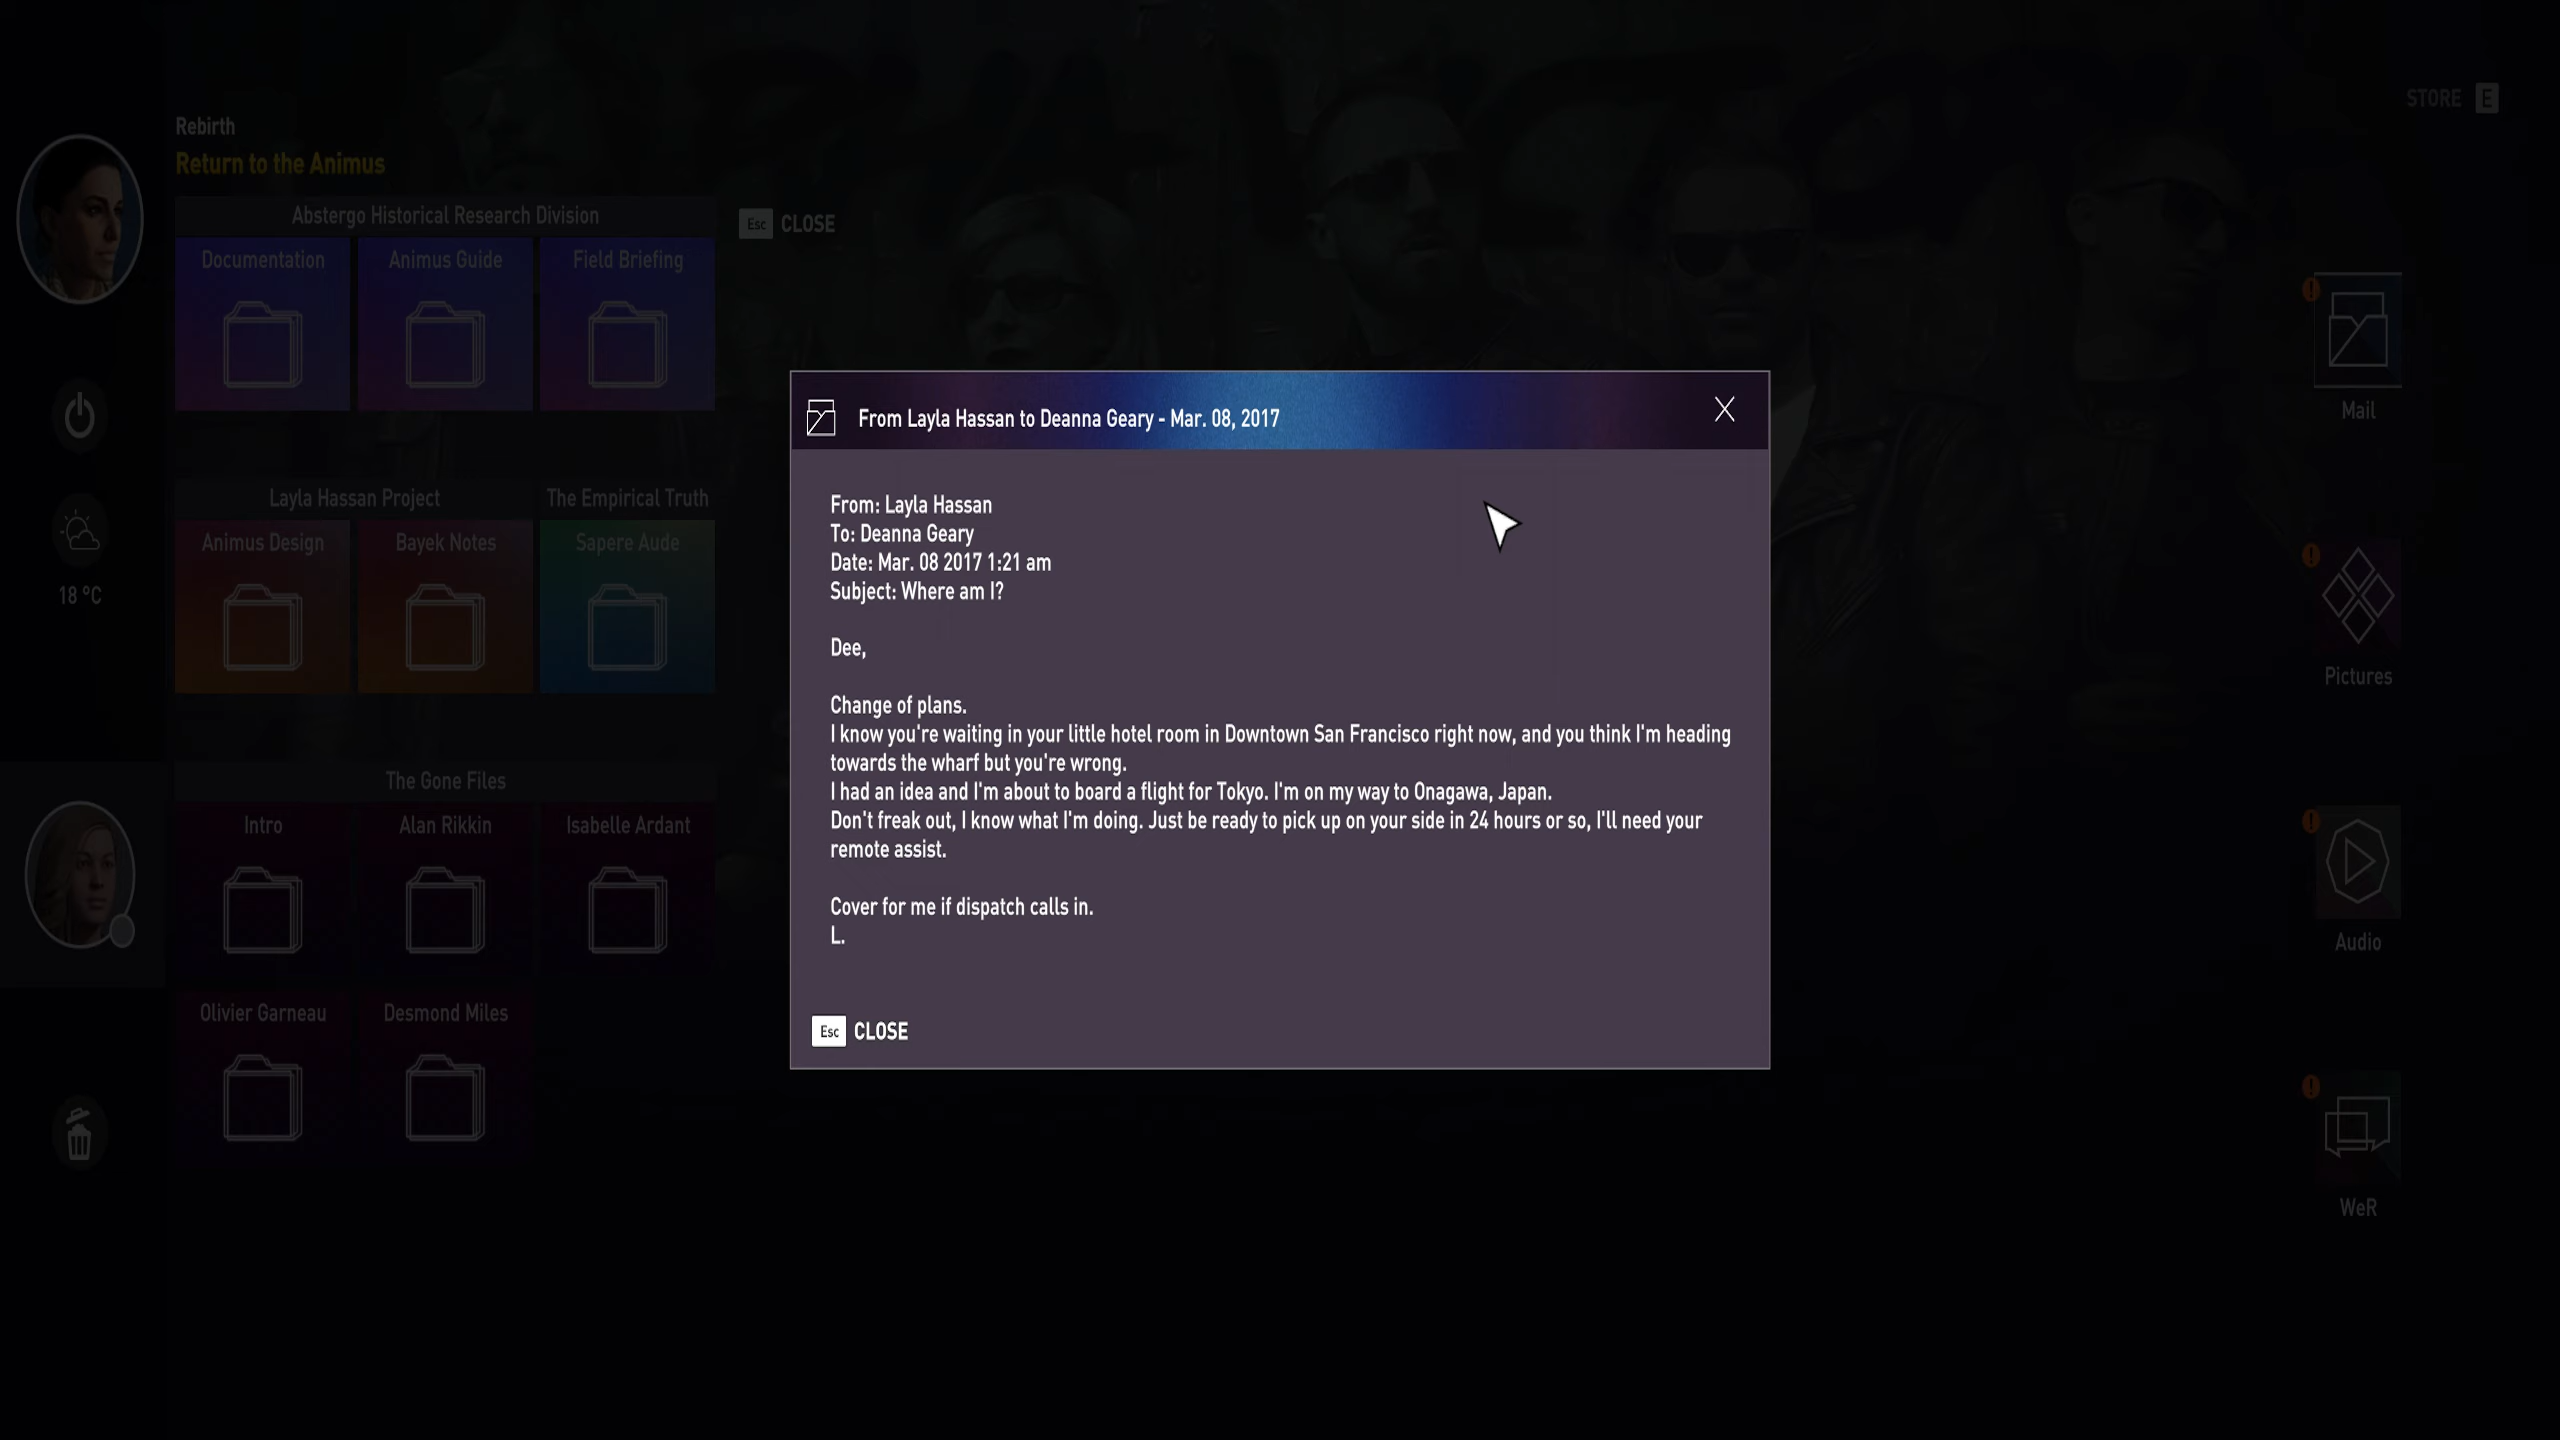 STORE E
Rebirth
Return to the Animus
Abstergo Historical Research Division
Esc CLOSE
Documentation
Animus Guide
Field Briefing
Layla Hassan Project
The Empirical Truth
Animus Design
Bayek Notes
Sapere Aude
18 °C
The Gone Files
Intro
Alan Rikkin
Isabelle Ardant
Olivier Garneau
Desmond Miles
From Layla Hassan to Deanna Geary - Mar. 08, 2017
X
From: Layla Hassan
To: Deanna Geary
Date: Mar. 08 2017 1:21 am
Subject: Where am I?
Dee,
Change of plans.
I know you're waiting in your little hotel room in Downtown San Francisco right now, and you think I'm heading
towards the wharf but you're wrong.
I had an idea and I'm about to board a flight for Tokyo. I'm on my way to Onagawa, Japan.
Don't freak out, I know what I'm doing. Just be ready to pick up on your side in 24 hours or so, I'll need your
remote assist.
Cover for me if dispatch calls in.
L.
Esc CLOSE
Mail
Pictures
Audio
WeR